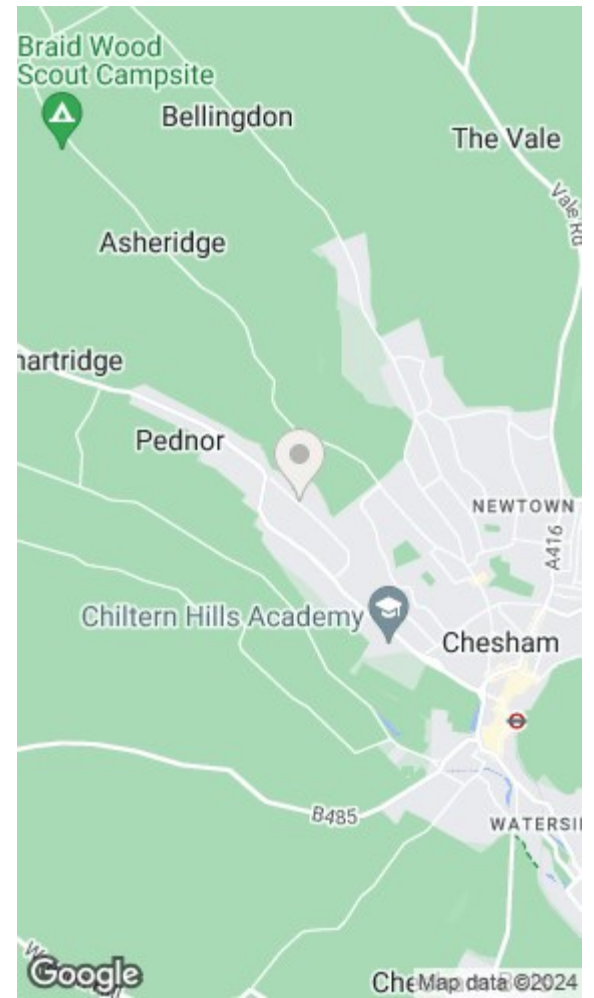 Braid Wood
Scout Campsite
Bellingdon
The Vale
Vale Rd
Asheridge
hartridge
Pednor
NEWTOWN
A416
Chiltern Hills Academy
Chesham
B485
WATERSI
Google
Che
Map data ©2024